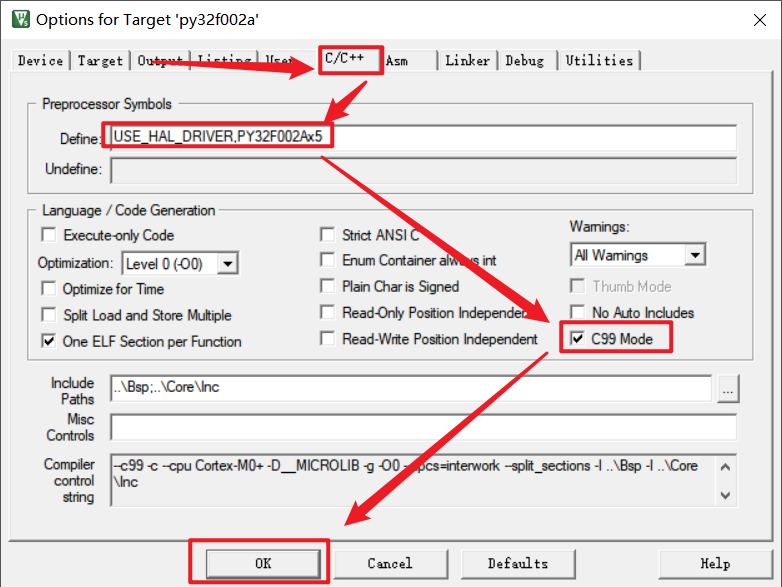 Options for Target 'py32f002a'
Device Target Output Listing User C/C++ Asm Linker Debug Utilities
Preprocessor Symbols
Define: USE_HAL_DRIVER,PY32F002Ax5
Undefine:
Language / Code Generation
Execute-only Code
Optimization: Level 0 (-O0)
Optimize for Time
Split Load and Store Multiple
One ELF Section per Function
Strict ANSI C
Enum Container always int
Plain Char is Signed
Read-Only Position Independent
Read-Write Position Independent
Warnings:
All Warnings
Thumb Mode
No Auto Includes
C99 Mode
Include
Paths
..\Bsp;..\Core\Inc
...
Misc
Controls
Compiler
control
string
--c99 -c --cpu Cortex-M0+ -D__MICROLIB -g -O0 --apcs=interwork --split_sections -I ..\Bsp -I ..\Core
\Inc
OK Cancel Defaults Help